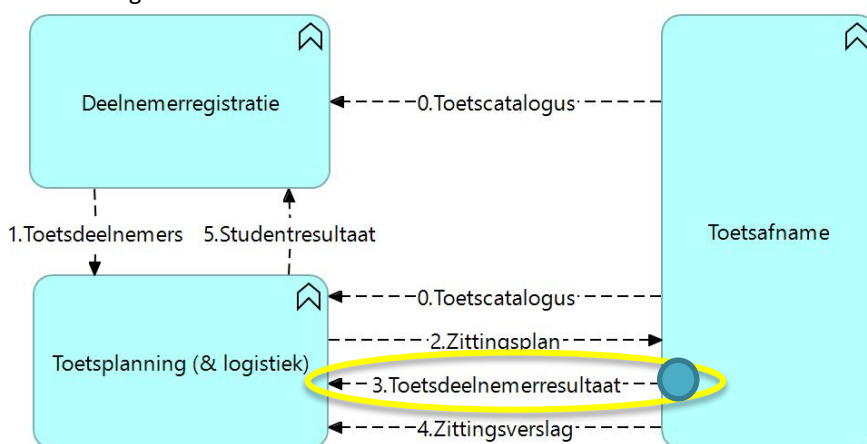 Deelnemerregistratie
0.Toetscatalogus
1.Toetsdeelnemers
5.Studentresultaat
Toetsafname
0.Toetscatalogus
2.Zittingsplan
Toetsplanning (& logistiek)
3.Toetsdeelnemerresultaat
4.Zittingsverslag